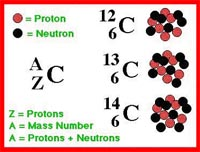 = Proton
= Neutron
A
Z C
Z = Protons
A = Mass Number
A = Protons + Neutrons
12
6 C
13
6 C
14
6 C